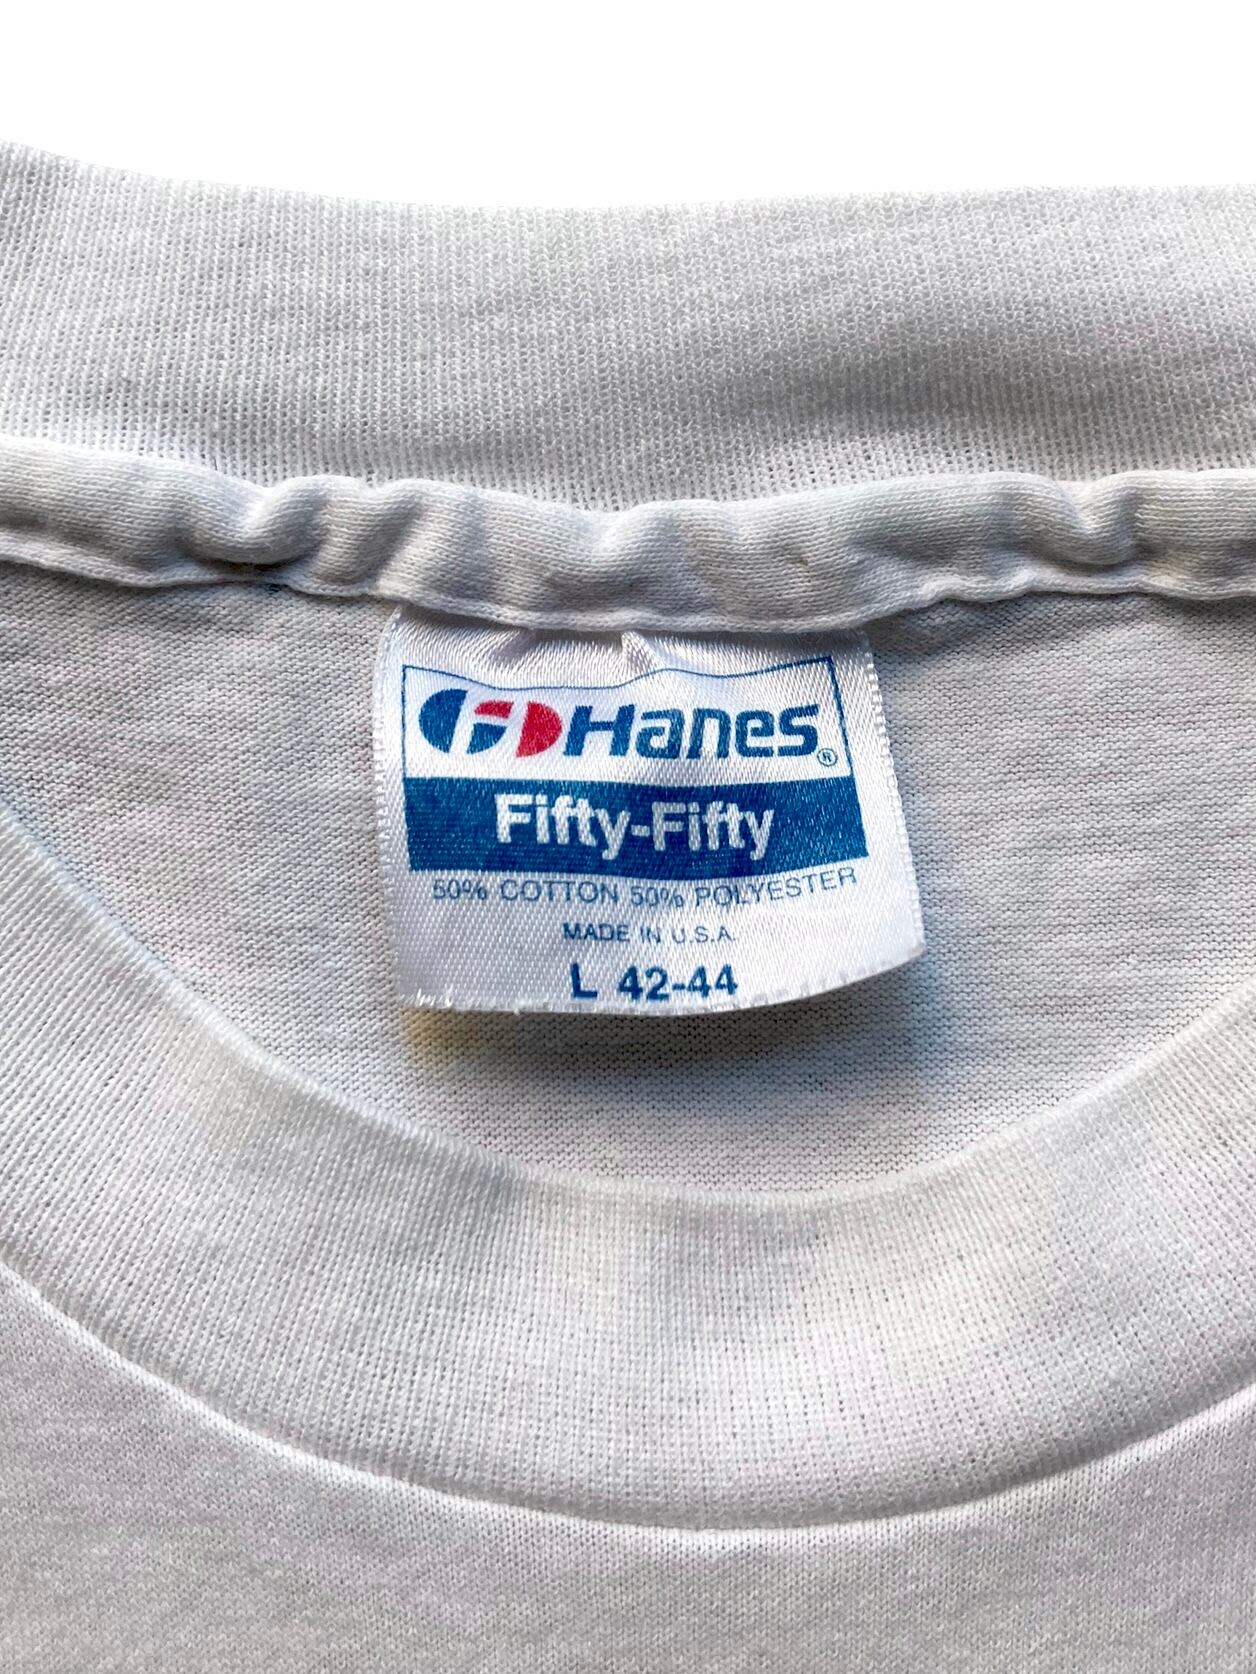 Hanes®
Fifty-Fifty
50% COTTON 50% POLYESTER
MADE IN U.S.A.
L 42-44